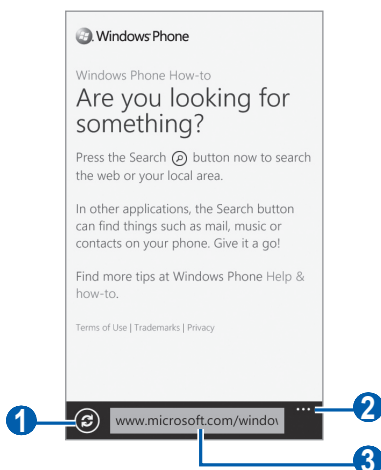 Windows Phone
Windows Phone How-to
Are you looking for
something?
Press the Search button now to search
the web or your local area.
In other applications, the Search button
can find things such as mail, music or
contacts on your phone. Give it a go!
Find more tips at Windows Phone Help &
how-to.
Terms of Use | Trademarks | Privacy
1
www.microsoft.com/window
...
2
3